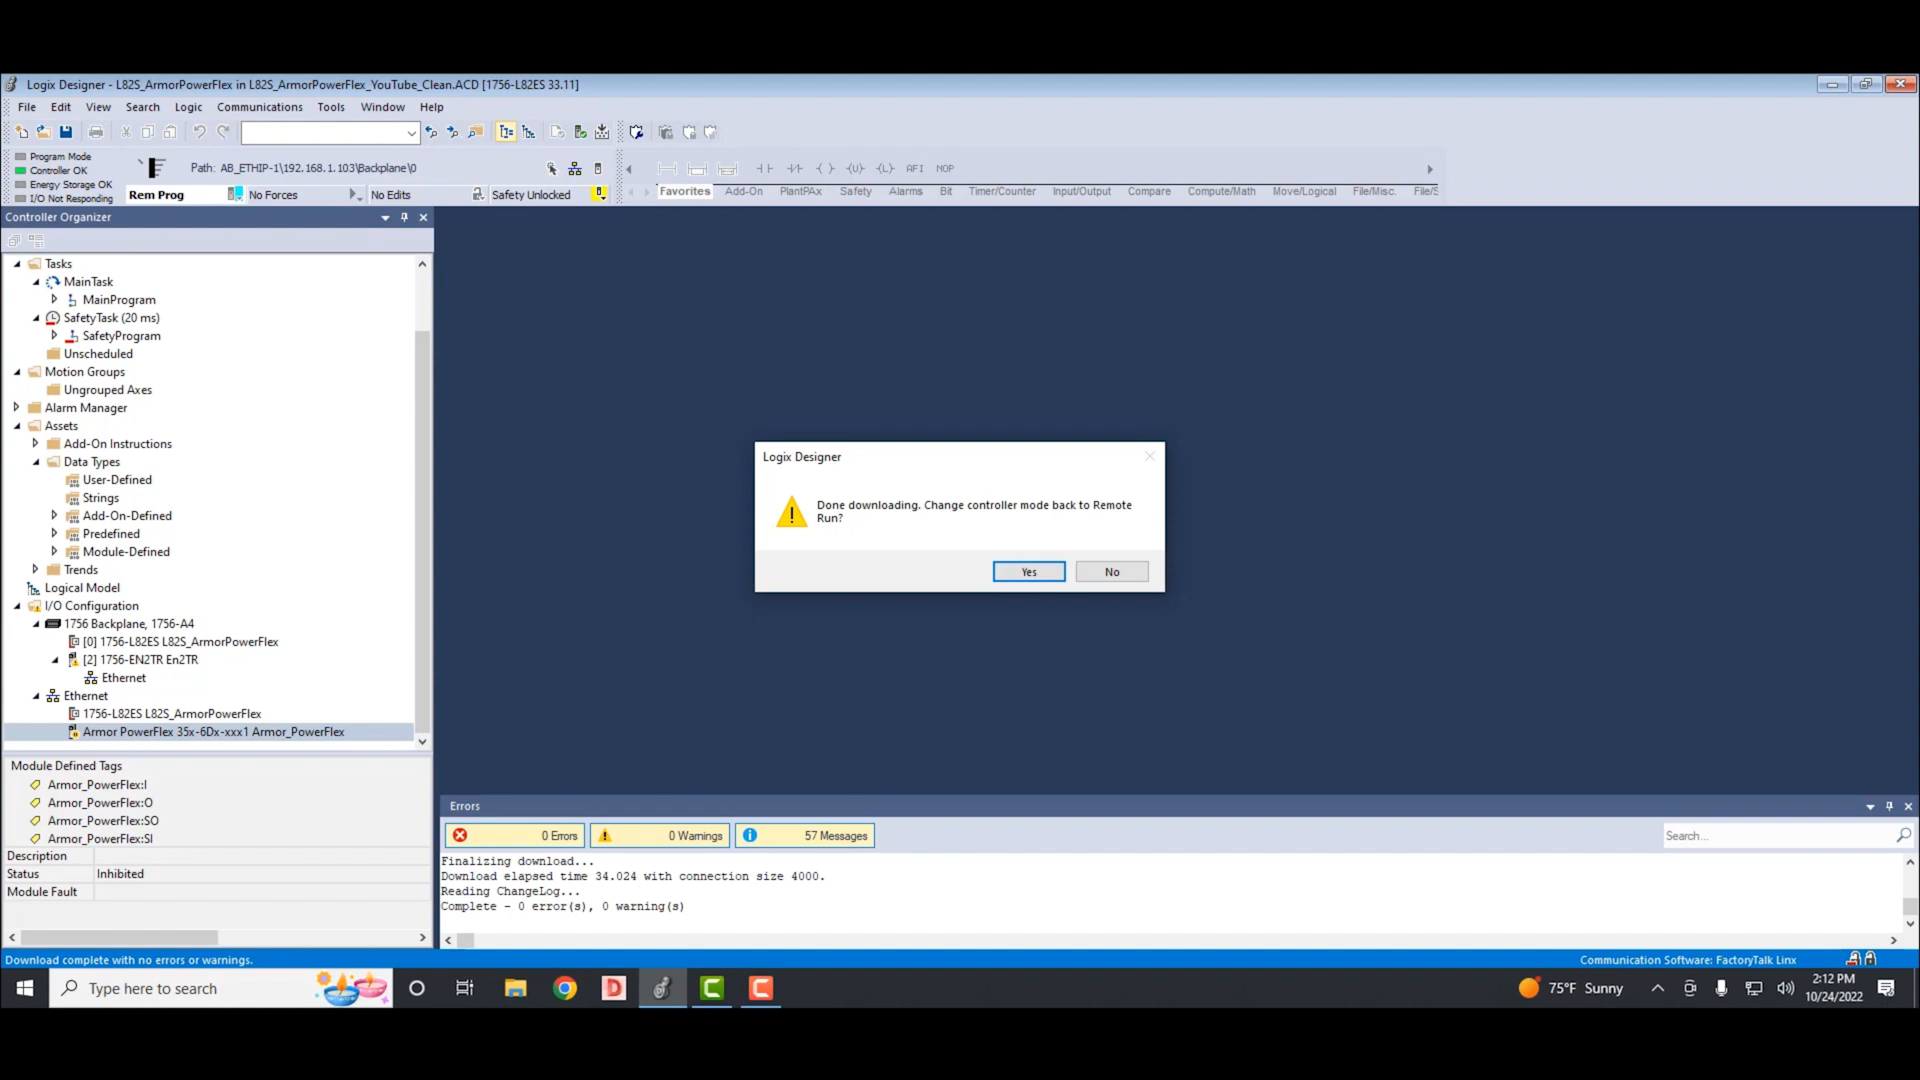 Logix Designer - L82S_ArmorPowerFlex in L82S_ArmorPowerFlex_YouTube_Clean.ACD [1756-L82ES 33.11]
File Edit View Search Logic Communications Tools Window Help
Program Mode
Controller OK
Energy Storage OK
I/O Not Responding
Path: AB_ETHIP-1\192.168.1.103\Backplane\0
Rem Prog No Forces No Edits Safety Unlocked
AFI NOP
Favorites Add-On PlantPAx Safety Alarms Bit Timer/Counter Input/Output Compare Compute/Math Move/Logical File/Misc. File/S
Controller Organizer
Tasks
MainTask
MainProgram
SafetyTask (20 ms)
SafetyProgram
Unscheduled
Motion Groups
Ungrouped Axes
Alarm Manager
Assets
Add-On Instructions
Data Types
User-Defined
Strings
Add-On-Defined
Predefined
Module-Defined
Trends
Logical Model
I/O Configuration
1756 Backplane, 1756-A4
[0] 1756-L82ES L82S_ArmorPowerFlex
[2] 1756-EN2TR En2TR
Ethernet
Ethernet
1756-L82ES L82S_ArmorPowerFlex
Armor PowerFlex 35x-6Dx-xxx1 Armor_PowerFlex
Module Defined Tags
Armor_PowerFlex:I
Armor_PowerFlex:O
Armor_PowerFlex:SO
Armor_PowerFlex:SI
Description
Status Inhibited
Module Fault
Logix Designer
Done downloading. Change controller mode back to Remote
Run?
Yes No
Errors
0 Errors 0 Warnings 57 Messages Search...
Finalizing download...
Download elapsed time 34.024 with connection size 4000.
Reading ChangeLog...
Complete - 0 error(s), 0 warning(s)
Download complete with no errors or warnings. Communication Software: FactoryTalk Linx
Type here to search
75°F Sunny
2:12 PM
10/24/2022